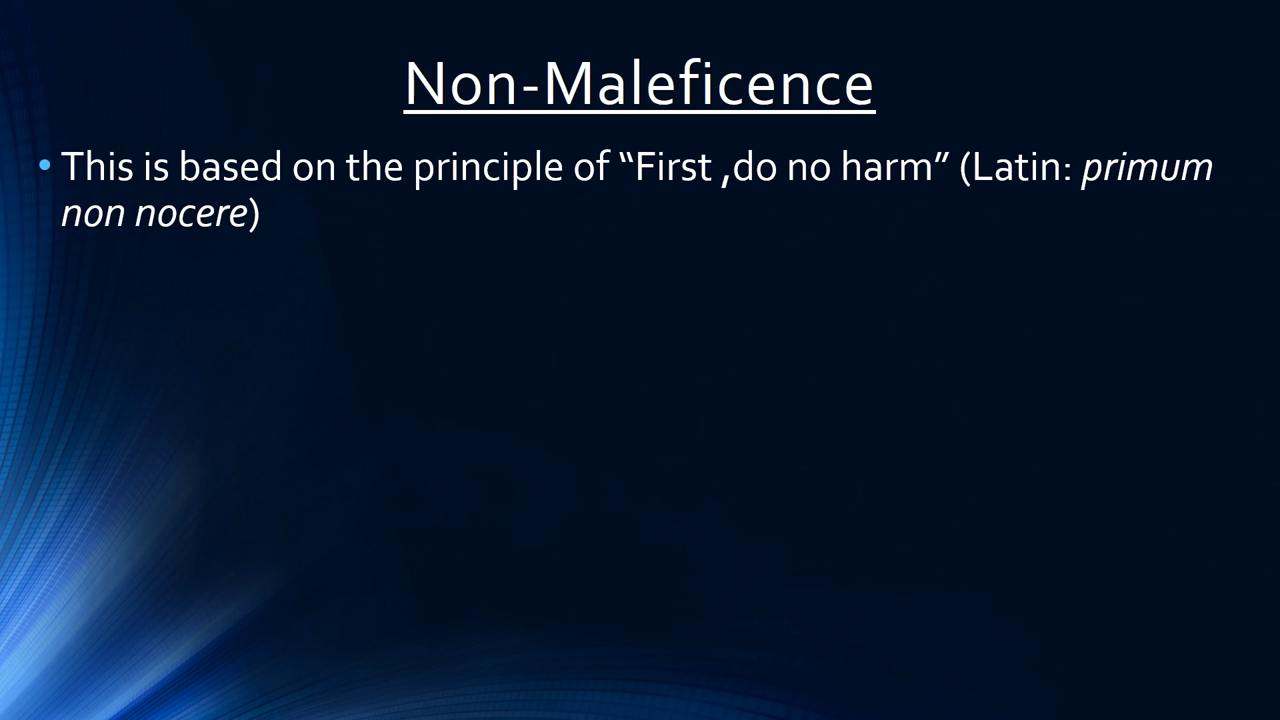 Non-Maleficence
• This is based on the principle of “First ,do no harm” (Latin: primum
non nocere)